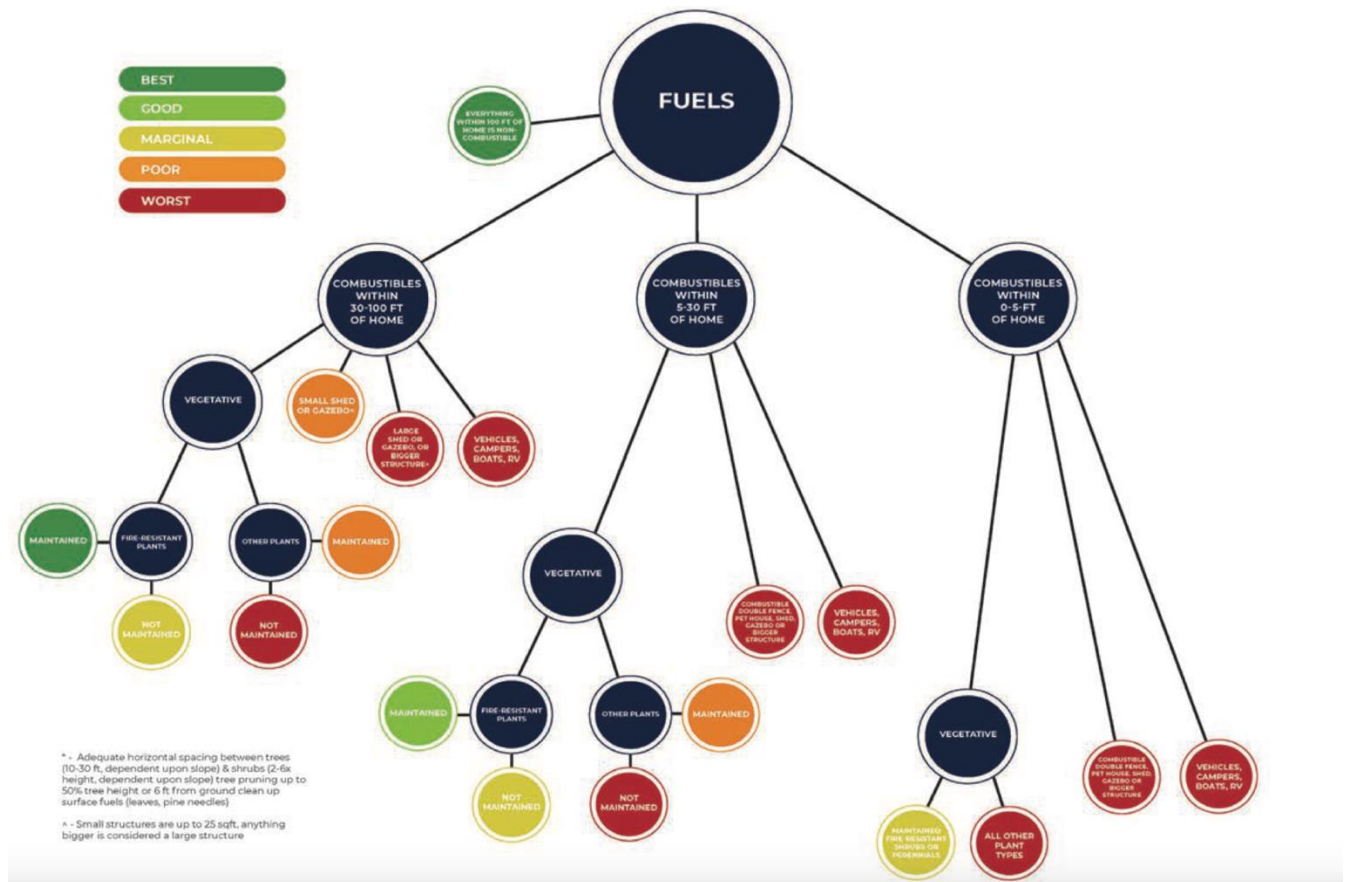 BEST
GOOD
MARGINAL
POOR
WORST
FUELS
EVERYTHING
WITHIN 100 FT OF
HOME IS NON-
COMBUSTIBLE
COMBUSTIBLES
WITHIN
30-100 FT
OF HOME
COMBUSTIBLES
WITHIN
5-30 FT
OF HOME
COMBUSTIBLES
WITHIN
0-5-FT
OF HOME
VEGETATIVE
SMALL SHED
OR GAZEBO^
LARGE
SHED OR
GAZEBO, OR
BIGGER
STRUCTURE^
VEHICLES,
CAMPERS,
BOATS, RV
MAINTAINED
FIRE-RESISTANT
PLANTS
OTHER PLANTS
MAINTAINED
NOT
MAINTAINED
NOT
MAINTAINED
VEGETATIVE
COMBUSTIBLE
DOUBLE FENCE,
PET HOUSE, SHED,
GAZEBO OR
BIGGER
STRUCTURE
VEHICLES,
CAMPERS,
BOATS, RV
MAINTAINED
FIRE-RESISTANT
PLANTS
OTHER PLANTS
MAINTAINED
NOT
MAINTAINED
NOT
MAINTAINED
VEGETATIVE
COMBUSTIBLE
DOUBLE FENCE,
PET HOUSE, SHED,
GAZEBO OR
BIGGER
STRUCTURE
VEHICLES,
CAMPERS,
BOATS, RV
MAINTAINED
FIRE-RESISTANT
SHRUBS OR
PERENNIALS
ALL OTHER
PLANT
TYPES
* - Adequate horizontal spacing between trees
(10-30 ft, dependent upon slope) & shrubs (2-6x
height, dependent upon slope) tree pruning up to
50% tree height or 6 ft from ground clean up
surface fuels (leaves, pine needles)
^ - Small structures are up to 25 sqft, anything
bigger is considered a large structure